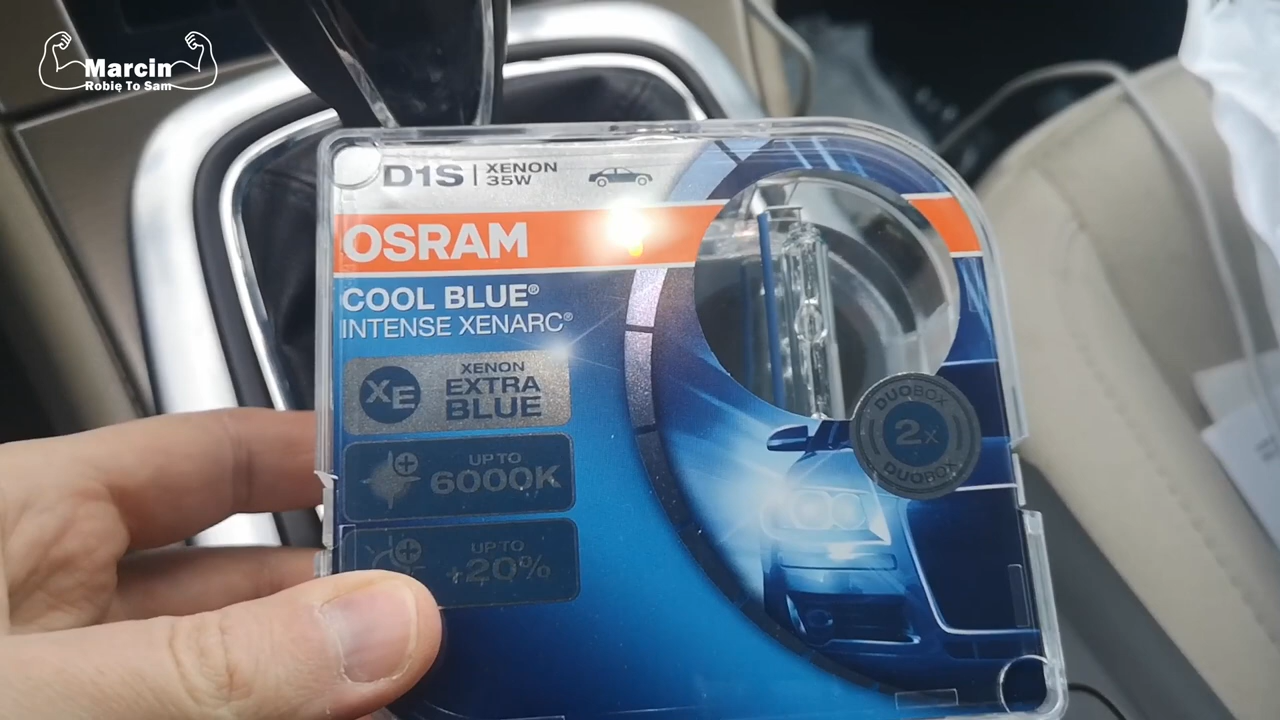 Marcin
Robię To Sam
D1S | XENON
35W
OSRAM
COOL BLUE®
INTENSE XENARC®
XE
XENON
EXTRA
BLUE
UP TO
6000K
UP TO
+20%
DUOBOX
2x
DUOBOX